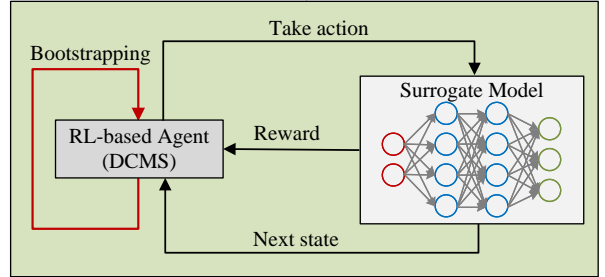 Take action
Bootstrapping
Surrogate Model
RL-based Agent
(DCMS)
Reward
Next state